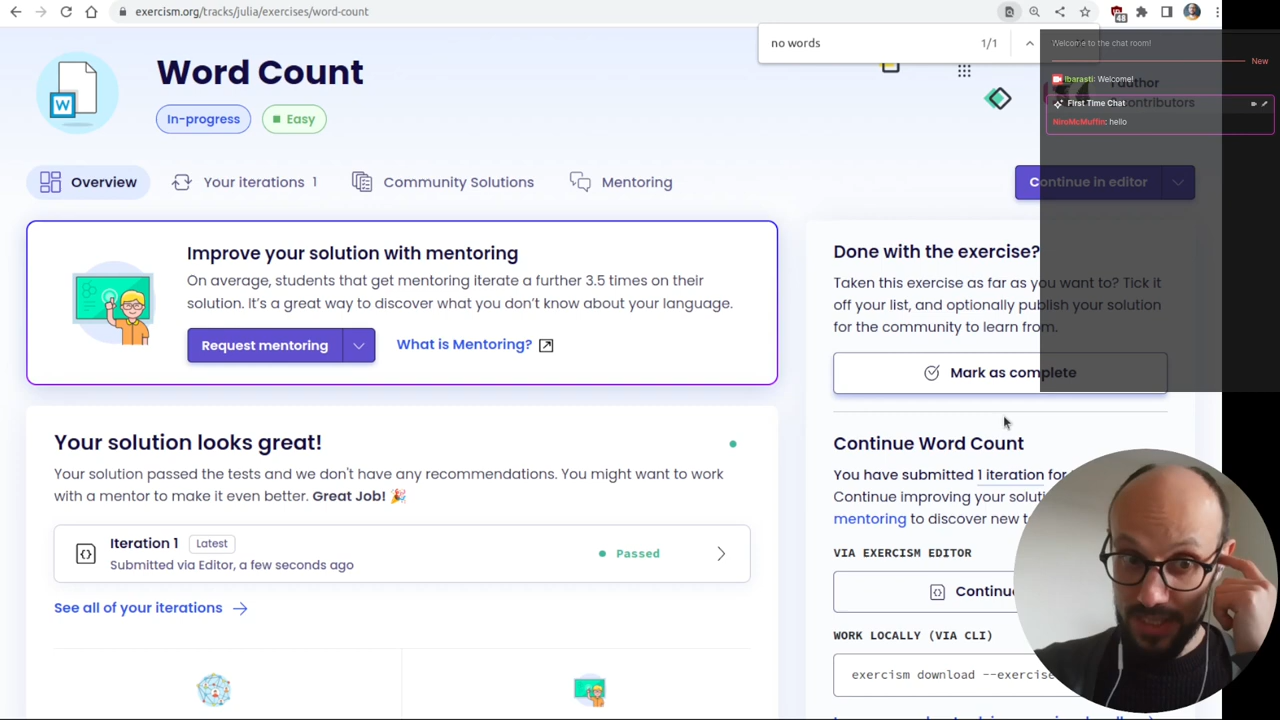 exercism.org/tracks/julia/exercises/word-count
48
no words
1/1
Welcome to the chat room!
New
lbarasti: Welcome!
1 author
contributors
First Time Chat
NiroMcMuffin: hello
W
Word Count
In-progress
Easy
Overview
Your iterations 1
Community Solutions
Mentoring
Continue in editor
Improve your solution with mentoring
On average, students that get mentoring iterate a further 3.5 times on their
solution. It's a great way to discover what you don't know about your language.
Request mentoring
What is Mentoring?
Done with the exercise?
Taken this exercise as far as you want to? Tick it
off your list, and optionally publish your solution
for the community to learn from.
Mark as complete
Your solution looks great!
Your solution passed the tests and we don't have any recommendations. You might want to work
with a mentor to make it even better. Great Job! 🎉
Iteration 1
Latest
Submitted via Editor, a few seconds ago
Passed
See all of your iterations
Continue Word Count
You have submitted 1 iteration for
Continue improving your
mentoring to discover new
VIA EXERCISM EDITOR
WORK LOCALLY (VIA CLI)
exercism download --exercise